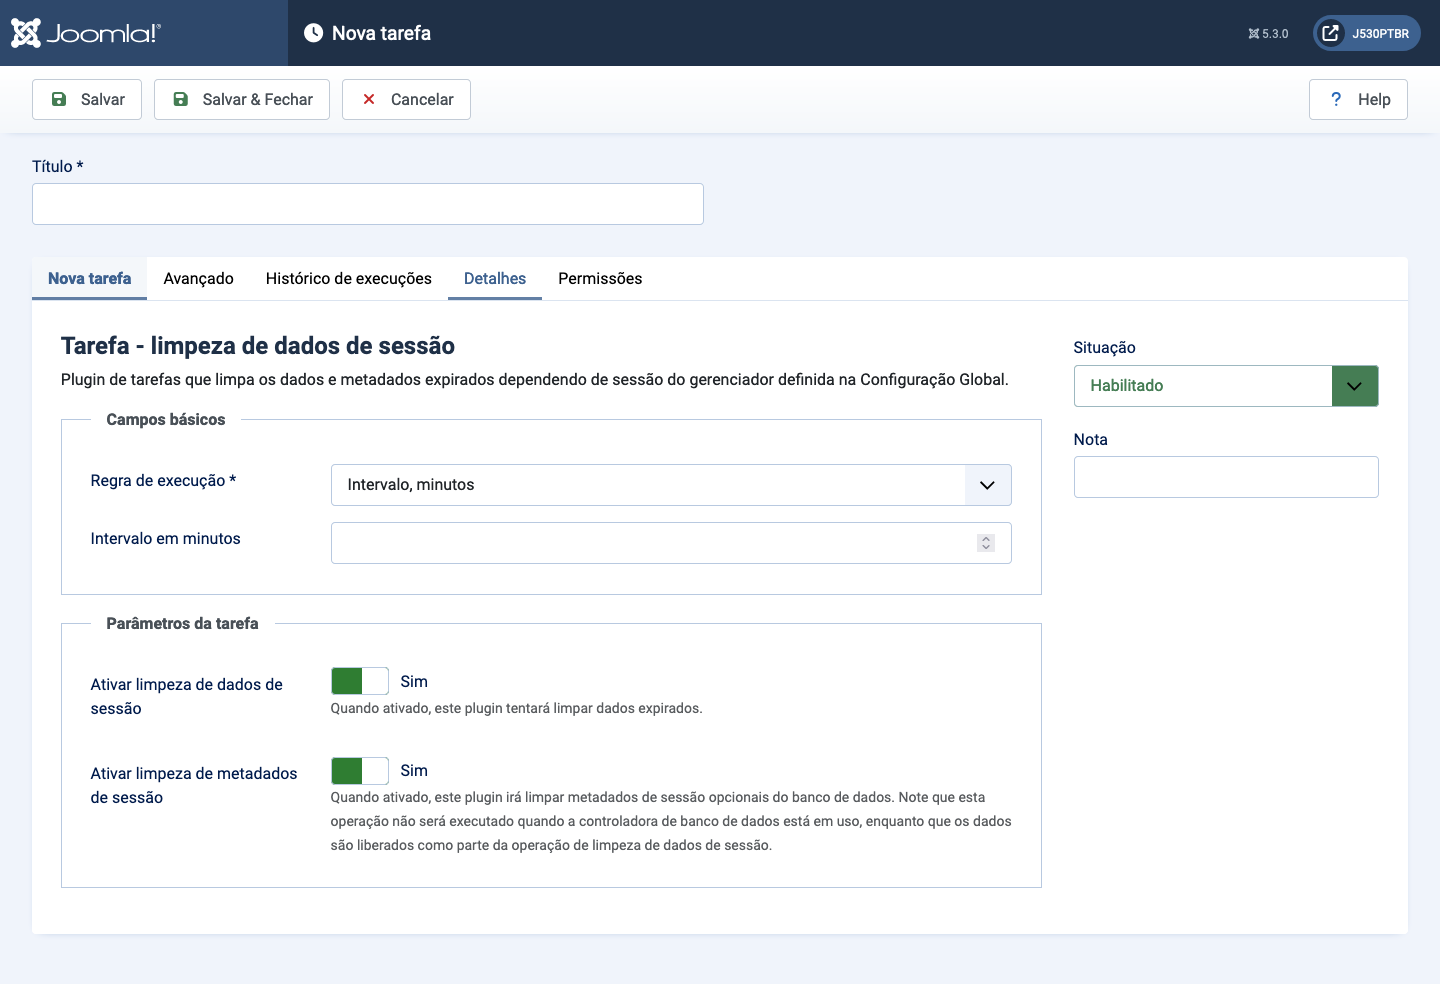 Joomla!®
Nova tarefa
5.3.0
J530PTBR
Salvar
Salvar & Fechar
Cancelar
? Help
Título *
Nova tarefa
Avançado
Histórico de execuções
Detalhes
Permissões
Tarefa - limpeza de dados de sessão
Plugin de tarefas que limpa os dados e metadados expirados dependendo de sessão do gerenciador definida na Configuração Global.
Campos básicos
Regra de execução *
Intervalo, minutos
Intervalo em minutos
Parâmetros da tarefa
Ativar limpeza de dados de
sessão
Sim
Quando ativado, este plugin tentará limpar dados expirados.
Ativar limpeza de metadados
de sessão
Sim
Quando ativado, este plugin irá limpar metadados de sessão opcionais do banco de dados. Note que esta
operação não será executado quando a controladora de banco de dados está em uso, enquanto que os dados
são liberados como parte da operação de limpeza de dados de sessão.
Situação
Habilitado
Nota